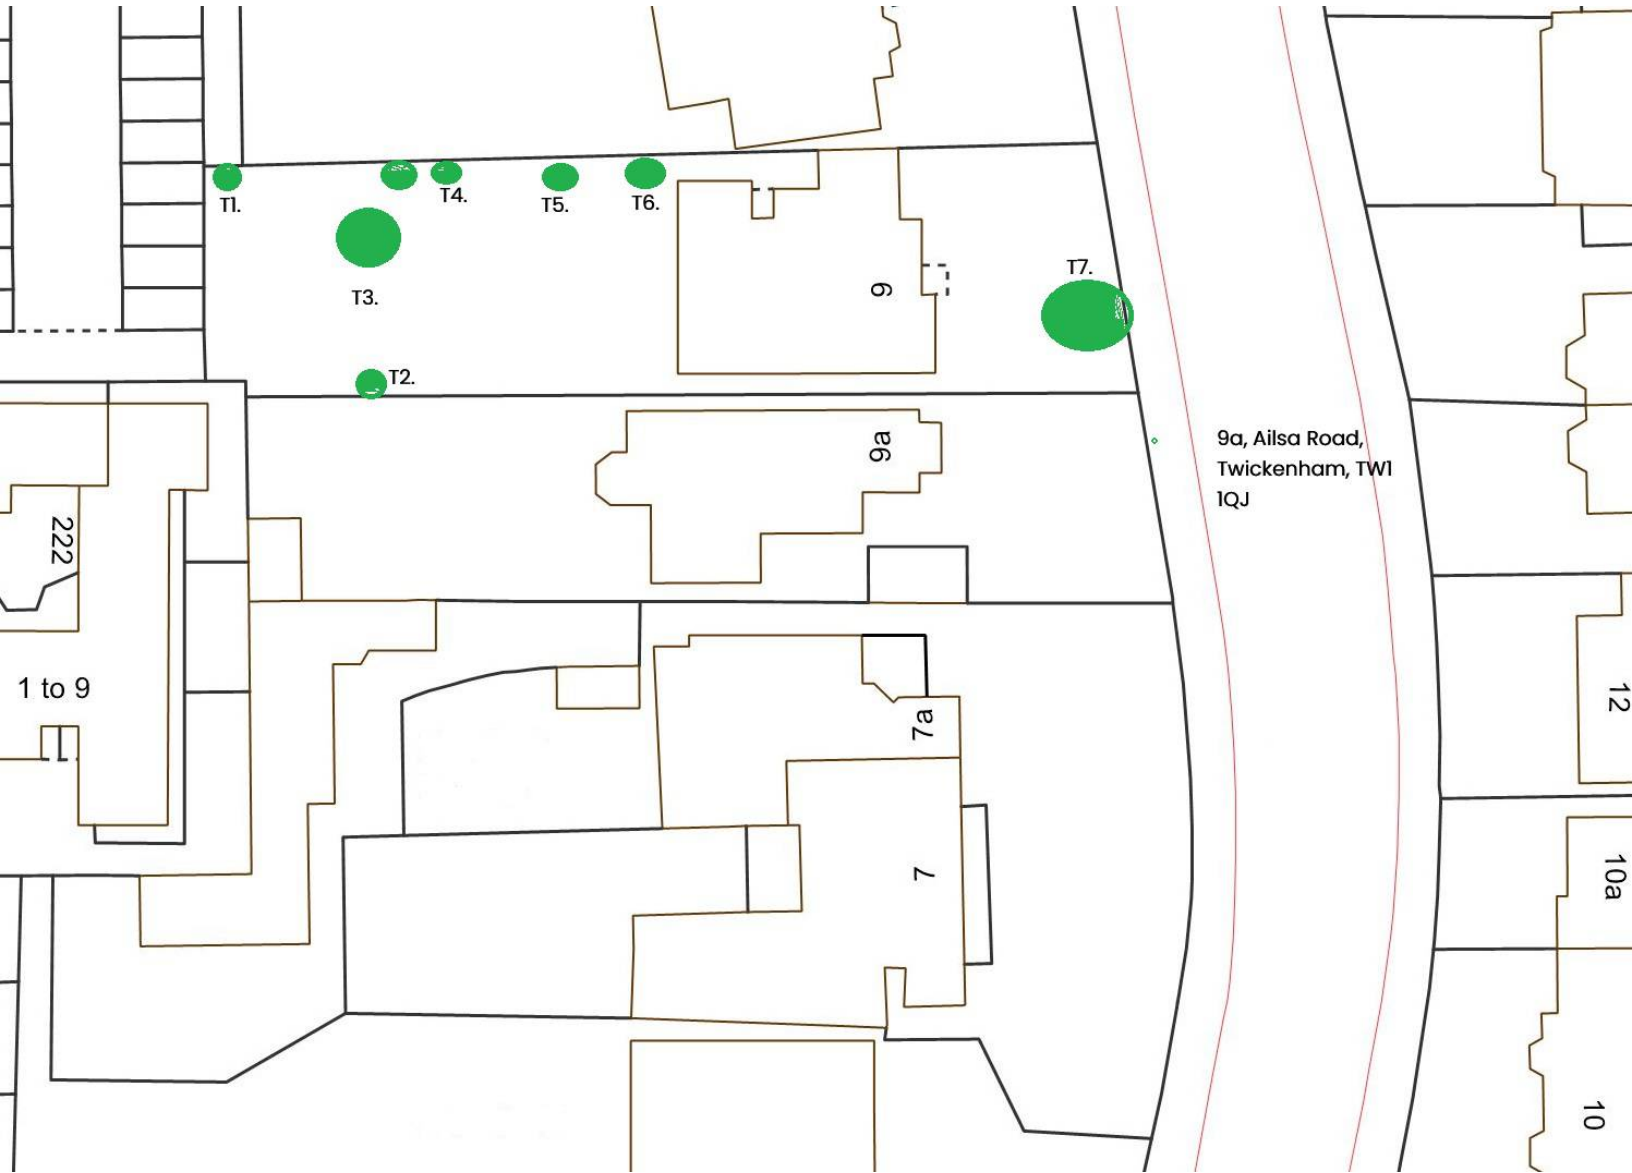 T1.
T4.
T5.
T6.
T3.
T7.
9
T2.
9a
9a, Ailsa Road,
Twickenham, TW1
1QJ
222
1 to 9
12
7a
7
10a
10